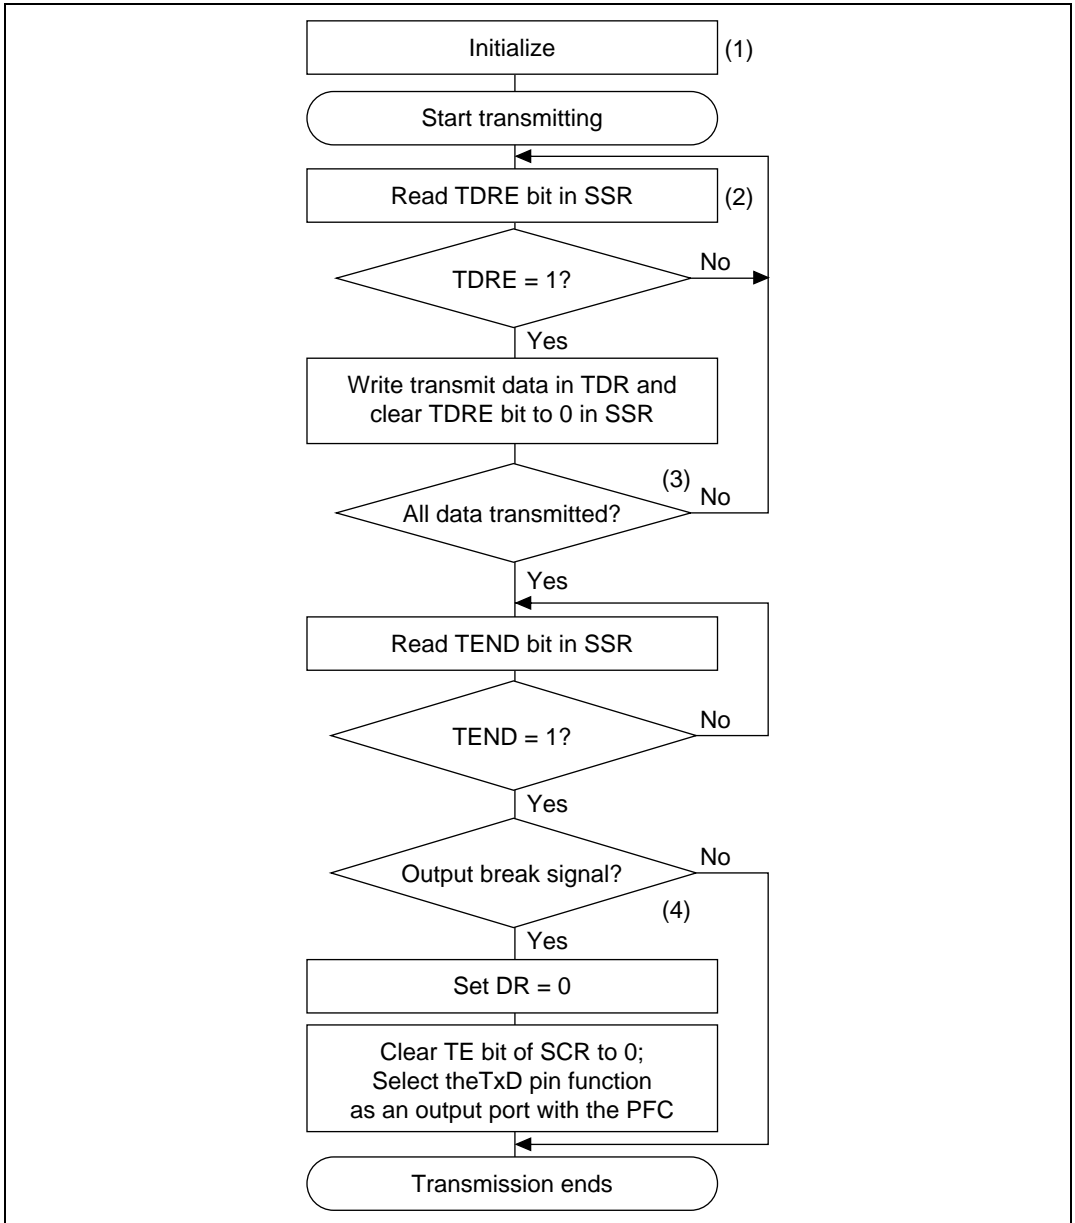 Initialize
(1)
Start transmitting
Read TDRE bit in SSR
(2)
TDRE = 1?
No
Yes
Write transmit data in TDR and
clear TDRE bit to 0 in SSR
(3)
All data transmitted?
No
Yes
Read TEND bit in SSR
TEND = 1?
No
Yes
Output break signal?
No
(4)
Yes
Set DR = 0
Clear TE bit of SCR to 0;
Select theTxD pin function
as an output port with the PFC
Transmission ends